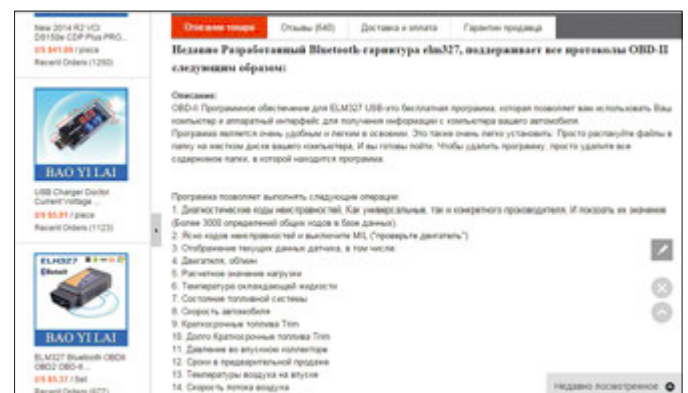 New 2014 R2 VCI
DS150e CDP Plus PRO...
US $41.99 / piece
Recent Orders (1250)
BAO YI LAI
USB Charger Doctor
Current Voltage ...
US $5.01 / piece
Recent Orders (1123)
ELM327
Bluetooth
BAO YI LAI
ELM327 Bluetooth OBDII
OBD2 OBD-II...
US $5.37 / Set
Recent Orders (977)
Описание товара
Отзывы (640)
Доставка и оплата
Гарантии продавца
Недавно Разработанный Bluetooth-гарнитура elm327, поддерживает все протоколы OBD-II
следующим образом:
Описание:
OBD-II Программное обеспечение для ELM327 USB-это бесплатная программа, которая позволяет вам использовать Ваш
компьютер и аппаратный интерфейс для получения информации с компьютера вашего автомобиля.
Программа является очень удобным и легким в освоении. Это также очень легко установить. Просто распакуйте файлы в
папку на жестком диске вашего компьютера, И вы готовы пойти. Чтобы удалить программу, просто удалите все
содержимое папки, в которой находится программа.
Программа позволяет выполнять следующие операции:
1. Диагностические коды неисправностей, Как универсальные, так и конкретного производителя, И показать их значение
(Более 3000 определений общих кодов в базе данных).
2. Ясно кодов неисправностей и выключите MIL ("проверьте двигатель")
3. Отображение текущих данных датчика, в том числе:
4. Двигателя, об/мин
5. Расчетное значение нагрузки
6. Температура охлаждающей жидкости
7. Состояние топливной системы
8. Скорость автомобиля
9. Краткосрочные топлива Trim
10. Долго Краткосрочные топлива Trim
11. Давление во впускном коллекторе
12. Сроки в предварительной продаже
13. Температуры воздуха на впуске
14. Скорость потока воздуха
Недавно посмотренное